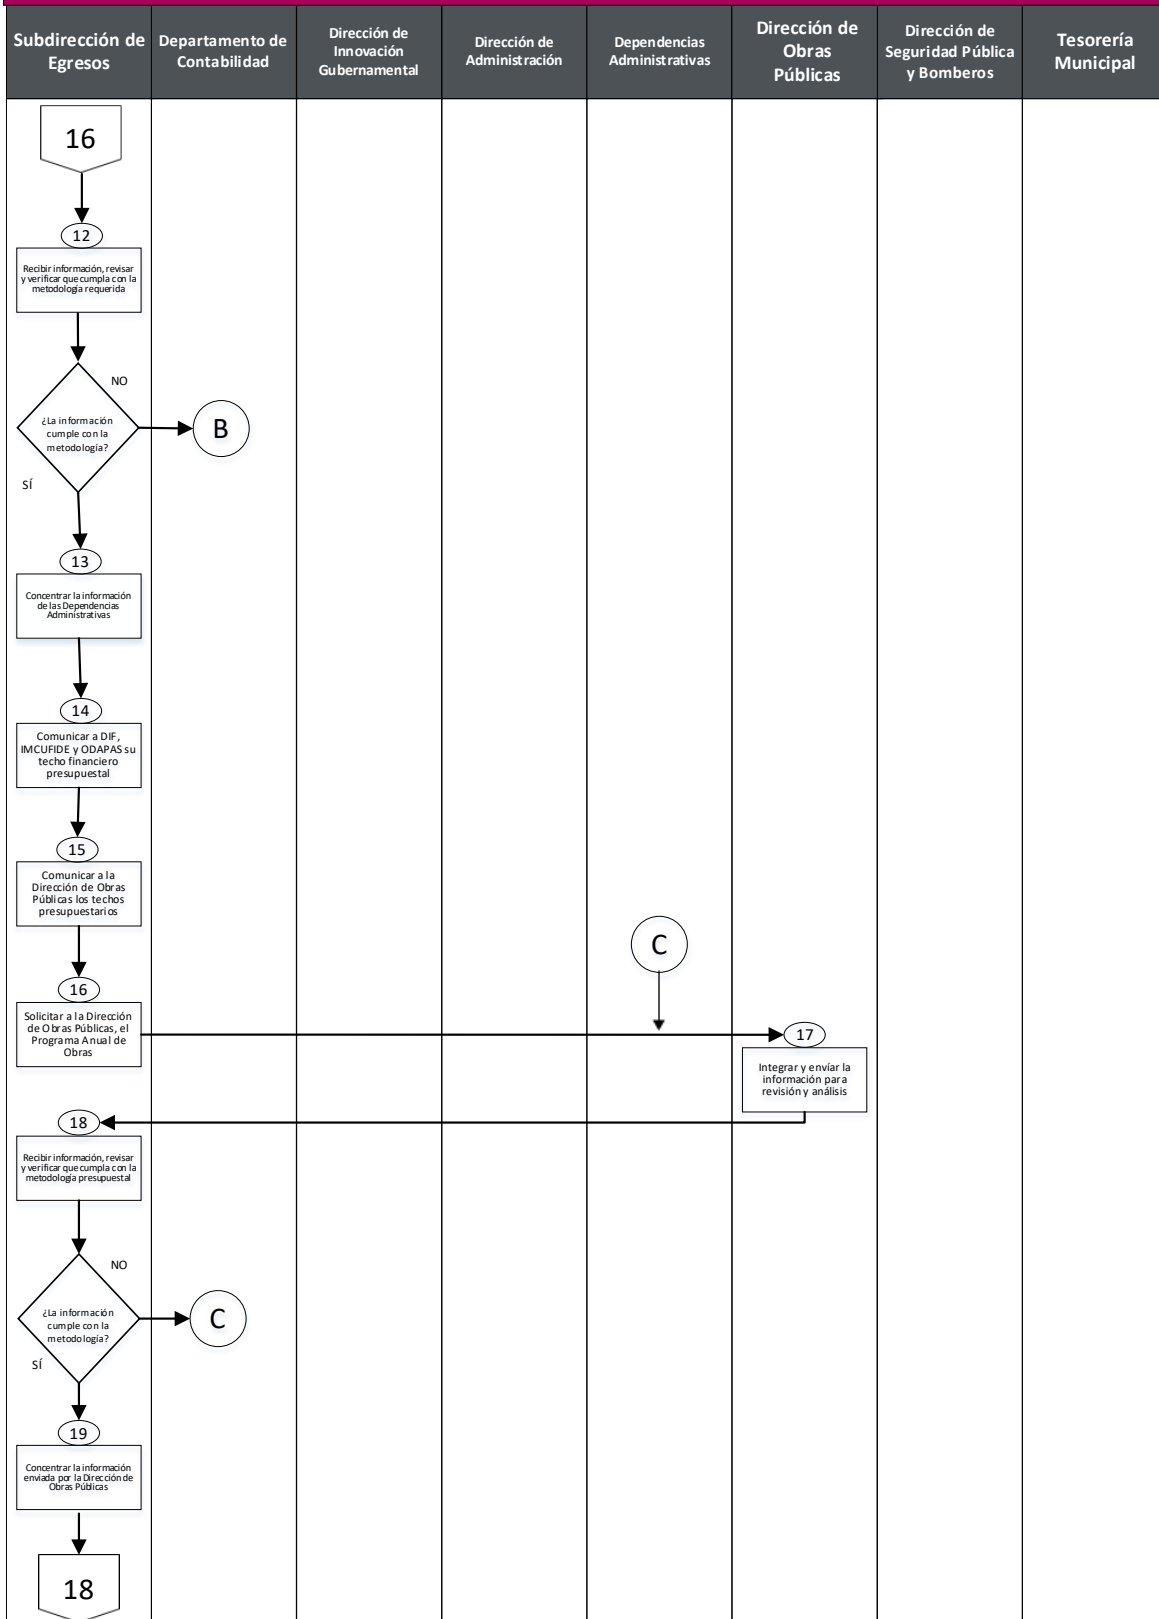 Subdirección de
Egresos
Departamento de
Contabilidad
Dirección de
Innovación
Gubernamental
Dirección de
Administración
Dependencias
Administrativas
Dirección de
Obras
Públicas
Dirección de
Seguridad Pública
y Bomberos
Tesorería
Municipal
16
12
Recibir información, revisar
y verificar que cumpla con la
metodología requerida
NO
¿La información
cumple con la
metodología?
B
SÍ
13
Concentrar la información
de las Dependencias
Administrativas
14
Comunicar a DIF,
IMCUFIDE y ODAPAS su
techo financiero
presupuestal
15
Comunicar a la
Dirección de Obras
Públicas los techos
presupuestarios
C
16
Solicitar a la Dirección
de Obras Públicas, el
Programa Anual de
Obras
17
Integrar y envíar la
información para
revisión y análisis
18
Recibir información, revisar
y verificar que cumpla con la
metodología presupuestal
NO
¿La información
cumple con la
metodología?
C
SÍ
19
Concentrar la información
enviada por la Dirección de
Obras Públicas
18